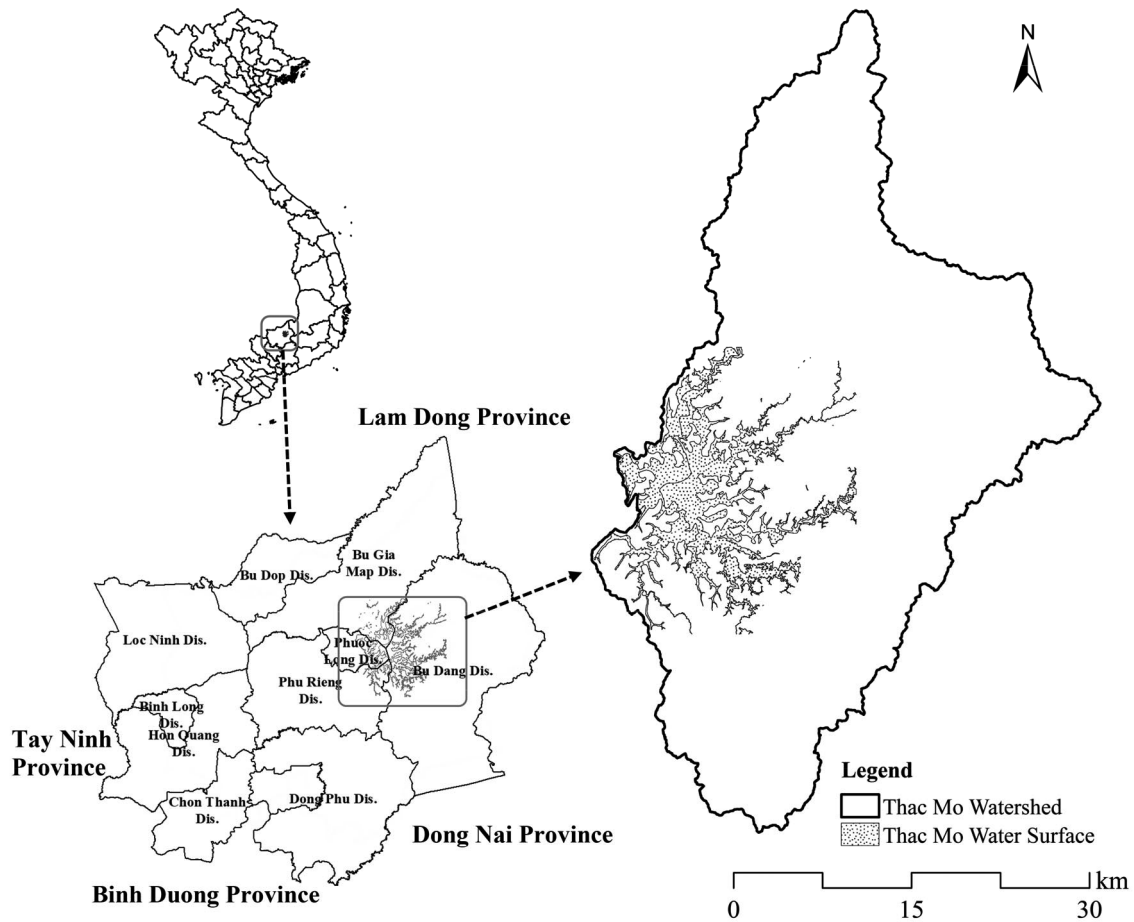 N
Lam Dong Province
Bu Gia
Map Dis.
Bu Dop Dis.
Loc Ninh Dis.
Phuoc
Long Dis.
Bu Dang Dis.
Phu Rieng
Dis.
Binh Long
Dis.
Hon Quang
Dis.
Tay Ninh
Province
Chon Thanh
Dis.
Dong Phu Dis.
Dong Nai Province
Binh Duong Province
Legend
Thac Mo Watershed
Thac Mo Water Surface
km
0 15 30